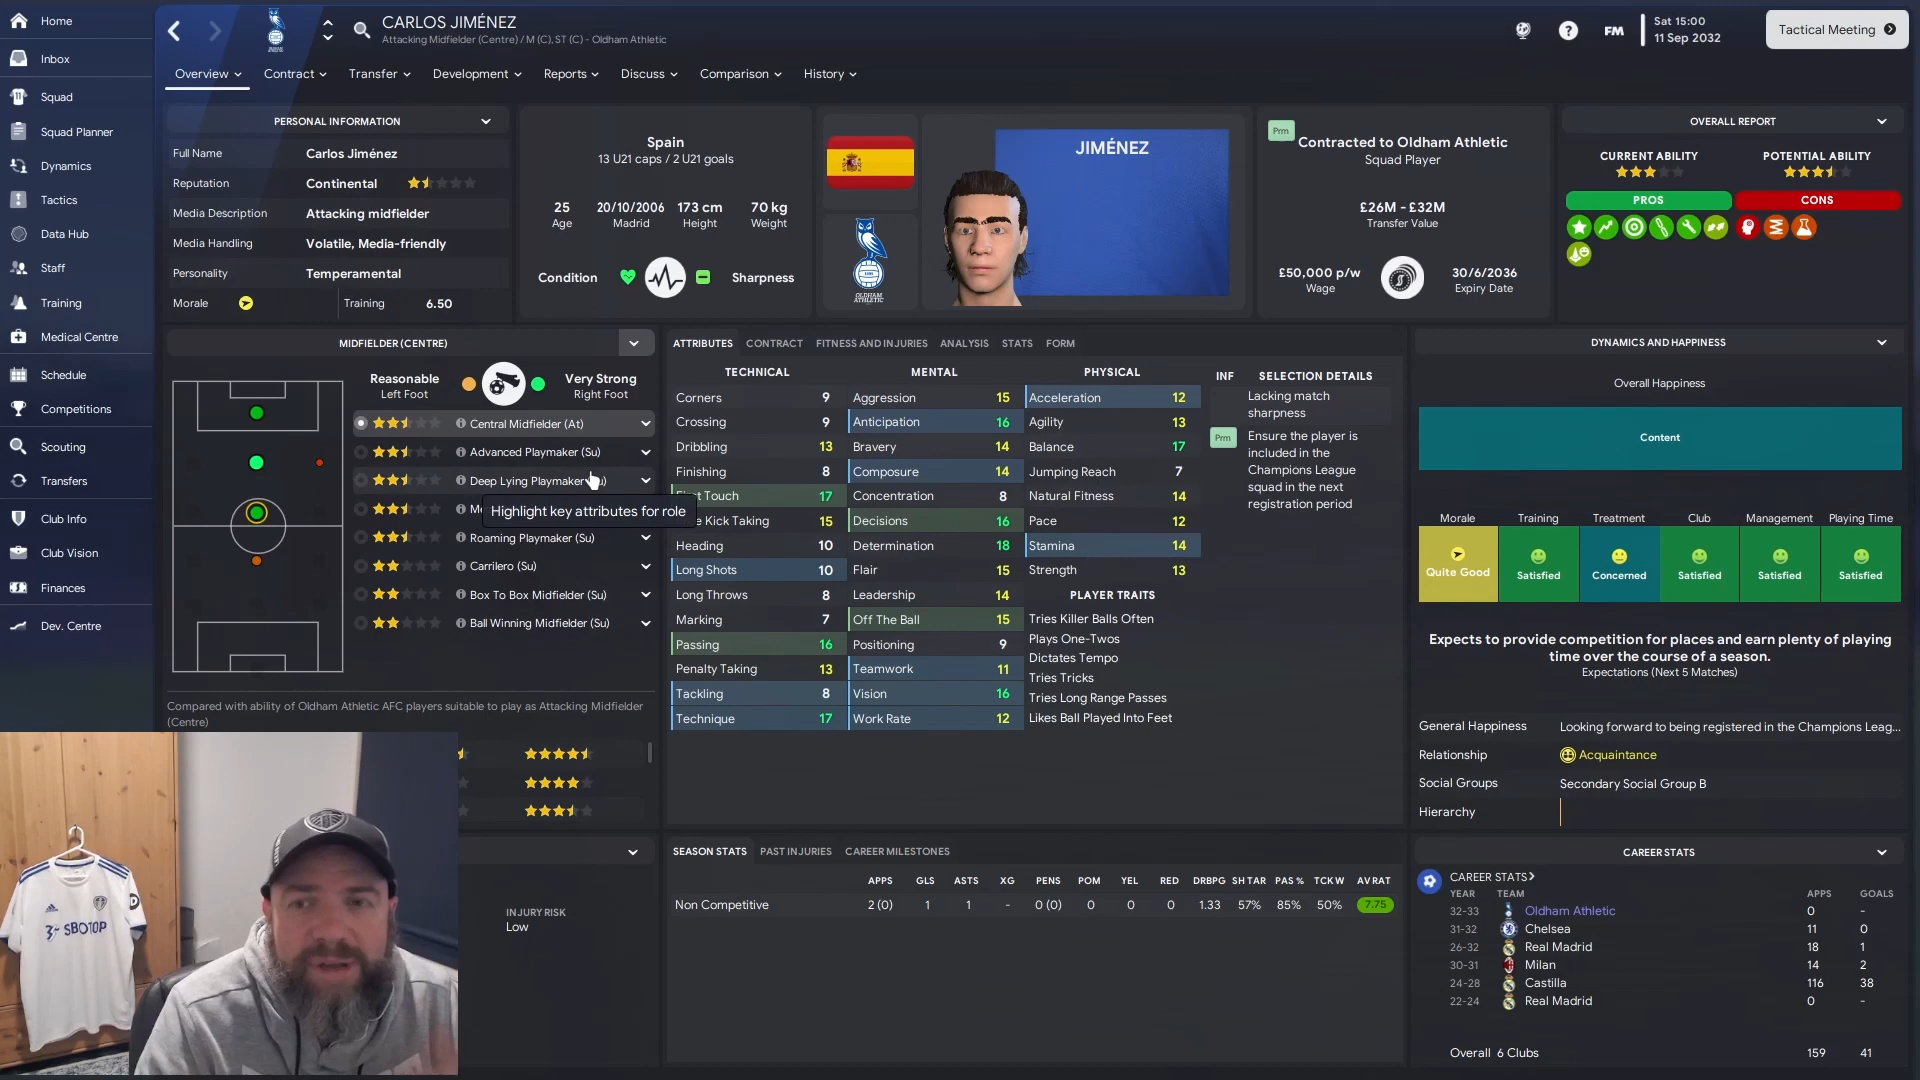 Home
Inbox
Squad
Squad Planner
Dynamics
Tactics
Data Hub
Staff
Training
Medical Centre
Schedule
Competitions
Scouting
Transfers
Club Info
Club Vision
Finances
Dev. Centre
CARLOS JIMÉNEZ
Attacking Midfielder (Centre) / M (C), ST (C) - Oldham Athletic
FM
Sat 15:00
11 Sep 2032
Tactical Meeting
Overview Contract Transfer Development Reports Discuss Comparison History
PERSONAL INFORMATION
Full Name Carlos Jiménez
Reputation Continental
Media Description Attacking midfielder
Media Handling Volatile, Media-friendly
Personality Temperamental
Morale Training 6.50
Spain
13 U21 caps / 2 U21 goals
25 20/10/2006 173 cm 70 kg
Age Madrid Height Weight
Condition Sharpness
OLDHAM
ATHLETIC
JIMÉNEZ
Prm
Contracted to Oldham Athletic
Squad Player
£26M - £32M
Transfer Value
£50,000 p/w 30/6/2036
Wage Expiry Date
OVERALL REPORT
CURRENT ABILITY POTENTIAL ABILITY
PROS CONS
MIDFIELDER (CENTRE)
Reasonable Very Strong
Left Foot Right Foot
Central Midfielder (At)
Advanced Playmaker (Su)
Deep Lying Playmaker
Highlight key attributes for role
Roaming Playmaker (Su)
Carrilero (Su)
Box To Box Midfielder (Su)
Ball Winning Midfielder (Su)
Compared with ability of Oldham Athletic AFC players suitable to play as Attacking Midfielder
(Centre)
INJURY RISK
Low
SBOTOP
ATTRIBUTES CONTRACT FITNESS AND INJURIES ANALYSIS STATS FORM
TECHNICAL MENTAL PHYSICAL
Corners 9 Aggression 15 Acceleration 12
Crossing 9 Anticipation 16 Agility 13
Dribbling 13 Bravery 14 Balance 17
Finishing 8 Composure 14 Jumping Reach 7
Touch 17 Concentration 8 Natural Fitness 14
Kick Taking 15 Decisions 16 Pace 12
Heading 10 Determination 18 Stamina 14
Long Shots 10 Flair 15 Strength 13
Long Throws 8 Leadership 14
Marking 7 Off The Ball 15
Passing 16 Positioning 9
Penalty Taking 13 Teamwork 11
Tackling 8 Vision 16
Technique 17 Work Rate 12
PLAYER TRAITS
Tries Killer Balls Often
Plays One-Twos
Dictates Tempo
Tries Tricks
Tries Long Range Passes
Likes Ball Played Into Feet
INF SELECTION DETAILS
Lacking match
sharpness
Prm
Ensure the player is
included in the
Champions League
squad in the next
registration period
DYNAMICS AND HAPPINESS
Overall Happiness
Content
Morale Training Treatment Club Management Playing Time
Quite Good Satisfied Concerned Satisfied Satisfied Satisfied
Expects to provide competition for places and earn plenty of playing
time over the course of a season.
Expectations (Next 5 Matches)
General Happiness Looking forward to being registered in the Champions Leag...
Relationship Acquaintance
Social Groups Secondary Social Group B
Hierarchy
SEASON STATS PAST INJURIES CAREER MILESTONES
APPS GLS ASTS XG PENS POM YEL RED DRBPG SH TAR PAS % TCK W AV RAT
Non Competitive 2 (0) 1 1 - 0 (0) 0 0 0 1.33 57% 85% 50% 7.75
CAREER STATS
CAREER STATS>
YEAR TEAM APPS GOALS
32-33 Oldham Athletic 0 -
31-32 Chelsea 11 0
26-32 Real Madrid 18 1
30-31 Milan 14 2
24-28 Castilla 116 38
22-24 Real Madrid 0 -
Overall 6 Clubs 159 41